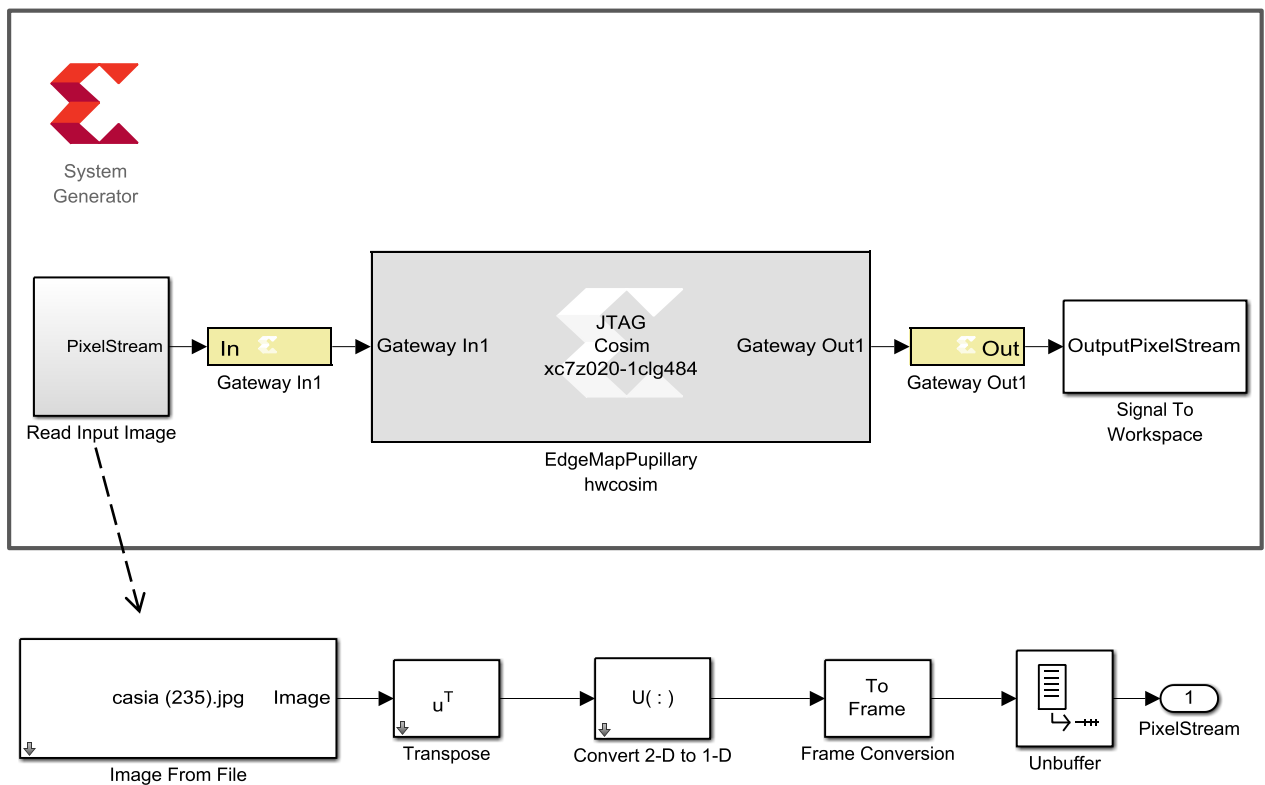 System
Generator
PixelStream
Read Input Image
In
Gateway In1
Gateway In1
JTAG
Cosim
xc7z020-1clg484
Gateway Out1
EdgeMapPupillary
hwcosim
Out
Gateway Out1
OutputPixelStream
Signal To
Workspace
casia (235).jpg
Image
Image From File
uᵀ
Transpose
U( : )
Convert 2-D to 1-D
To
Frame
Frame Conversion
Unbuffer
1
PixelStream